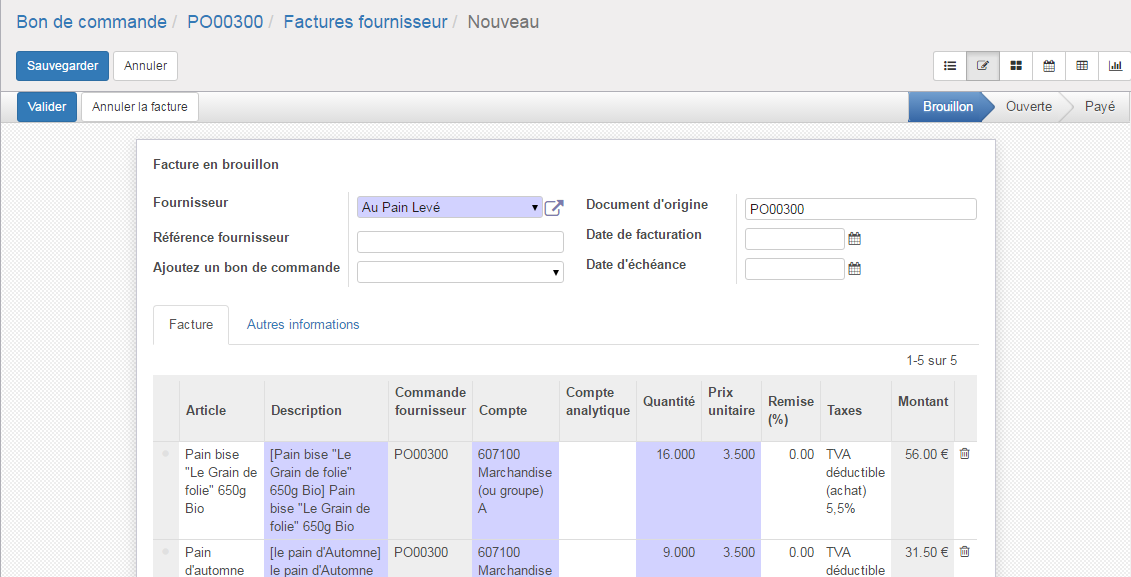 Bon de commande / PO00300 / Factures fournisseur / Nouveau
Sauvegarder Annuler
Valider Annuler la facture Brouillon Ouverte Payé
Facture en brouillon
Fournisseur Au Pain Levé Document d'origine PO00300
Référence fournisseur Date de facturation
Ajoutez un bon de commande Date d'échéance
Facture Autres informations
1-5 sur 5
Article Description Commande fournisseur Compte Compte analytique Quantité Prix unitaire Remise (%) Taxes Montant
Pain bise [Pain bise "Le PO00300 607100 16.000 3.500 0.00 TVA 56.00 €
"Le Grain de Grain de folie" Marchandise déductible
folie" 650g 650g Bio] Pain (ou groupe) (achat)
Bio bise "Le Grain de A 5,5%
folie" 650g Bio
Pain [le pain d'Automne] PO00300 607100 9.000 3.500 0.00 TVA 31.50 €
d'automne le pain d'Automne Marchandise déductible